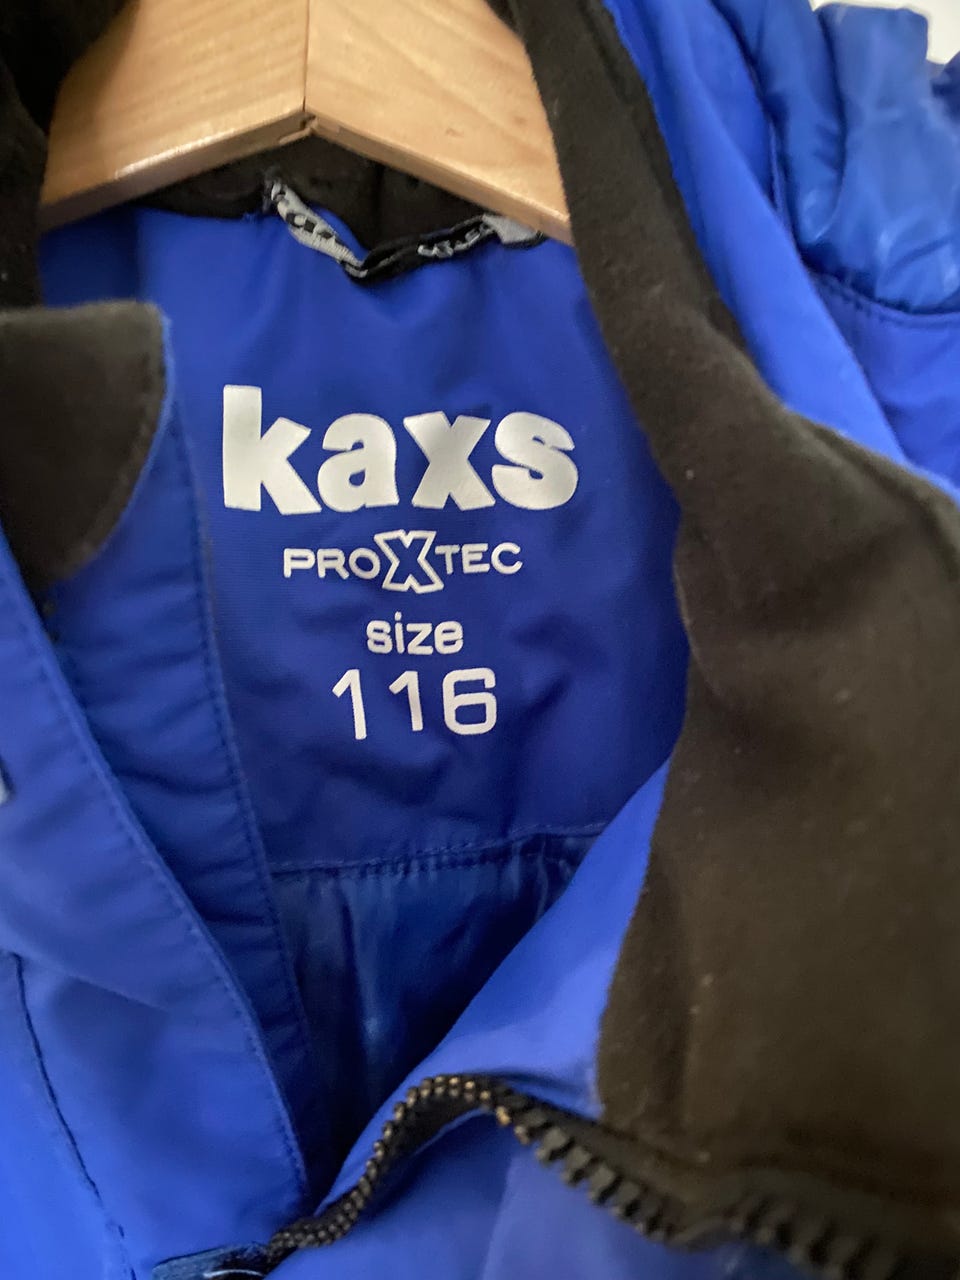 kaxs
PROXTEC
size
116